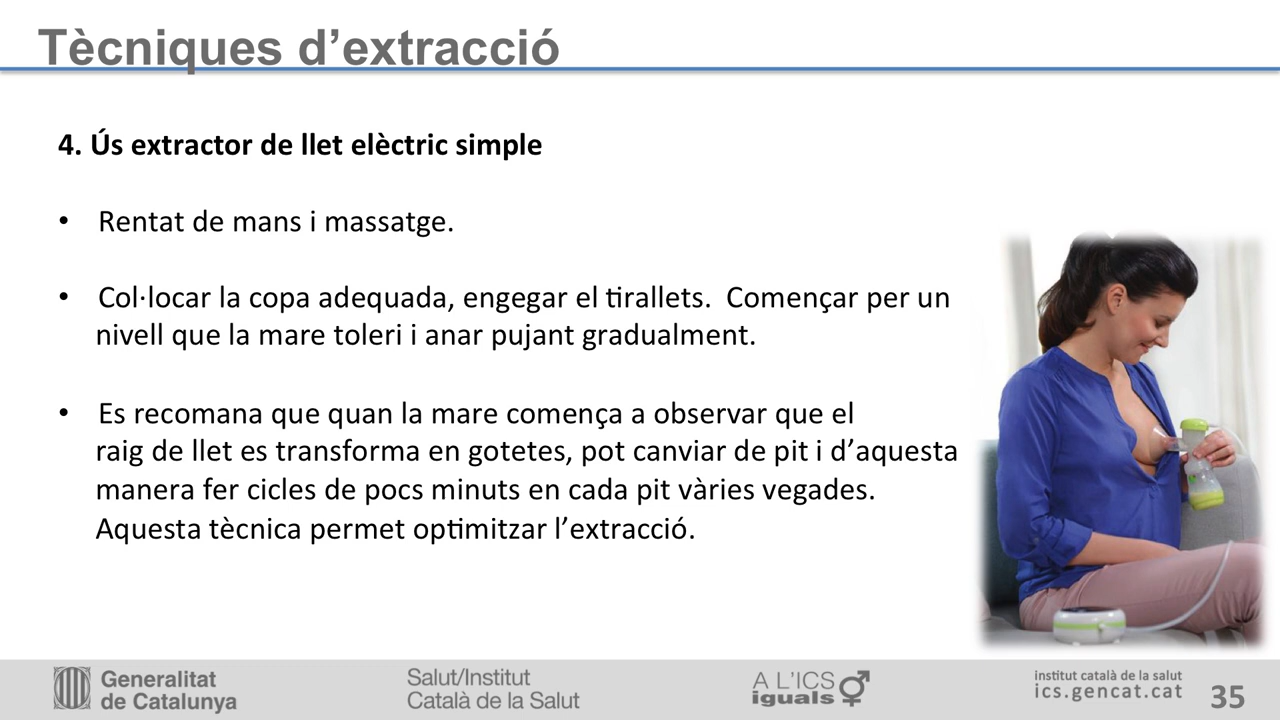 Tècniques d’extracció
4. Ús extractor de llet elèctric simple
• Rentat de mans i massatge.
• Col·locar la copa adequada, engegar el tirallets. Començar per un
nivell que la mare toleri i anar pujant gradualment.
• Es recomana que quan la mare comença a observar que el
raig de llet es transforma en gotetes, pot canviar de pit i d’aquesta
manera fer cicles de pocs minuts en cada pit vàries vegades.
Aquesta tècnica permet optimitzar l’extracció.
Generalitat
de Catalunya
Salut/Institut
Català de la Salut
A L'ICS
iguals
institut català de la salut
ics.gencat.cat
35